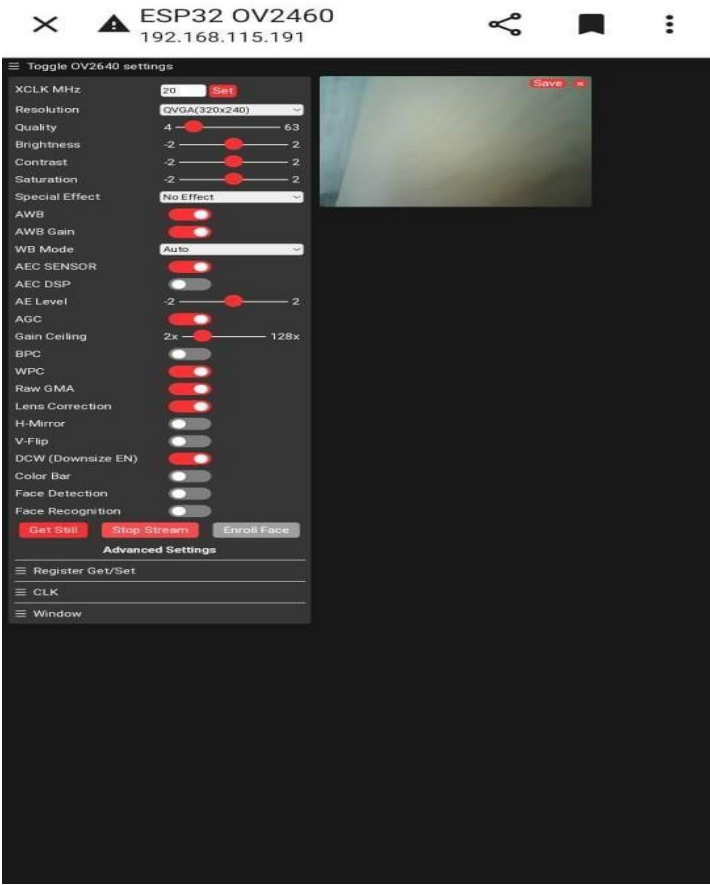 ESP32 OV2460
192.168.115.191
Toggle OV2640 settings
XCLK MHz 20 Set
Resolution QVGA(320x240)
Quality 4 63
Brightness -2 2
Contrast -2 2
Saturation -2 2
Special Effect No Effect
AWB
AWB Gain
WB Mode Auto
AEC SENSOR
AEC DSP
AE Level -2 2
AGC
Gain Ceiling 2x 128x
BPC
WPC
Raw GMA
Lens Correction
H-Mirror
V-Flip
DCW (Downsize EN)
Color Bar
Face Detection
Face Recognition
Get Still Stop Stream Enroll Face
Advanced Settings
Register Get/Set
CLK
Window
Save ×